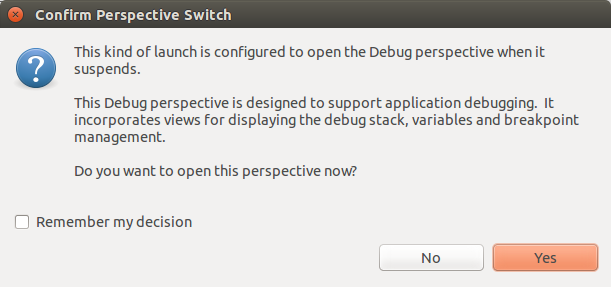 Confirm Perspective Switch
This kind of launch is configured to open the Debug perspective when it
suspends.
This Debug perspective is designed to support application debugging.  It
incorporates views for displaying the debug stack, variables and breakpoint
management.
Do you want to open this perspective now?
Remember my decision
No
Yes